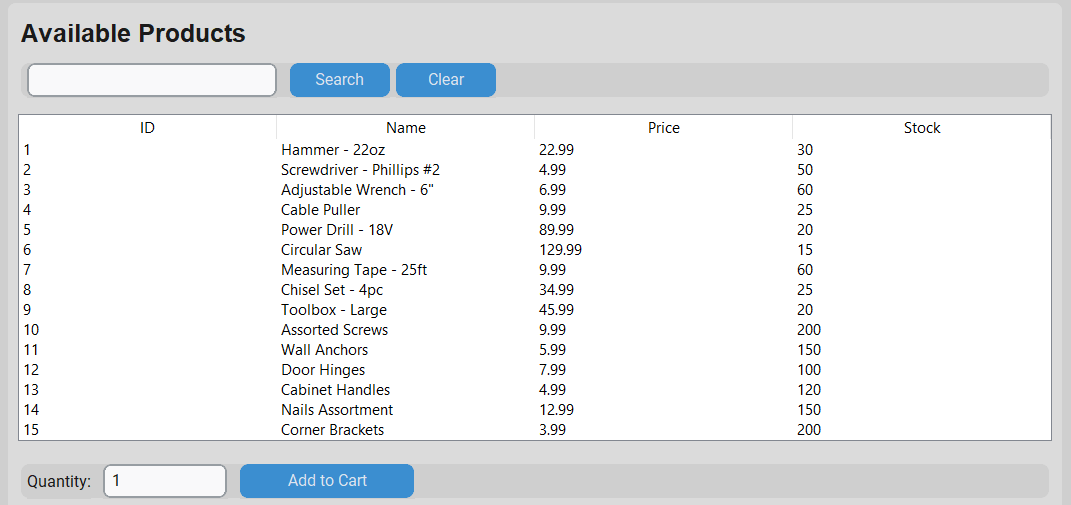 Available Products
Search Clear
ID Name Price Stock
1 Hammer - 22oz 22.99 30
2 Screwdriver - Phillips #2 4.99 50
3 Adjustable Wrench - 6" 6.99 60
4 Cable Puller 9.99 25
5 Power Drill - 18V 89.99 20
6 Circular Saw 129.99 15
7 Measuring Tape - 25ft 9.99 60
8 Chisel Set - 4pc 34.99 25
9 Toolbox - Large 45.99 20
10 Assorted Screws 9.99 200
11 Wall Anchors 5.99 150
12 Door Hinges 7.99 100
13 Cabinet Handles 4.99 120
14 Nails Assortment 12.99 150
15 Corner Brackets 3.99 200
Quantity: 1 Add to Cart